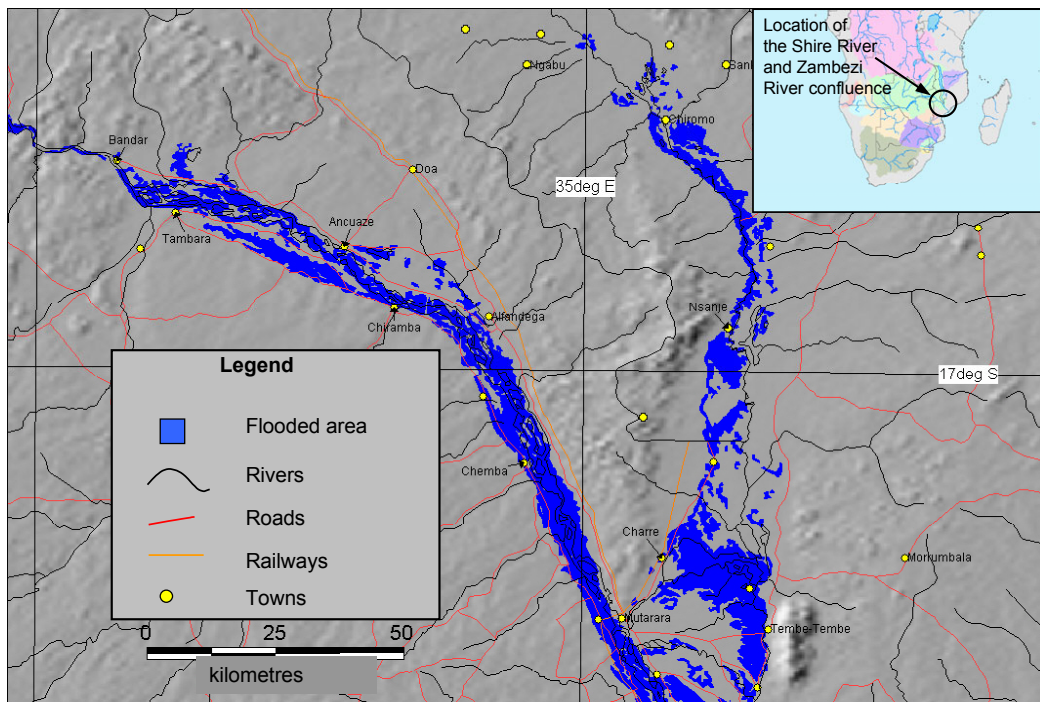 Location of
the Shire River
and Zambezi
River confluence
Ngabu
Chiromo
Bandar
Doa
35deg E
Tambara
Ancuaze
Nsanje
Chiramba
Alfandega
17deg S
Legend
Flooded area
Rivers
Roads
Railways
Towns
0 25 50
kilometres
Chemba
Charre
Morrumbala
Mutarara
Tembe-Tembe